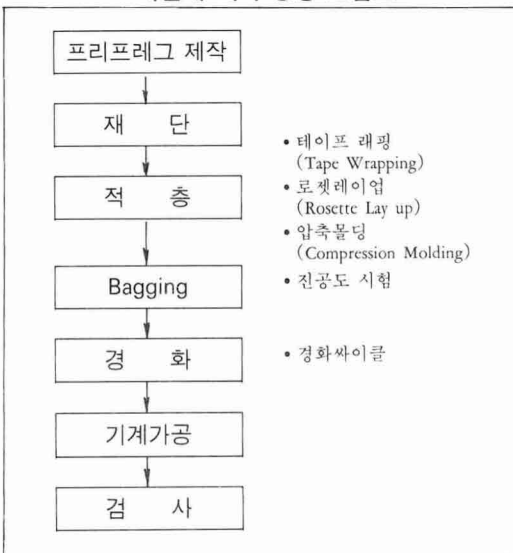 프리프레그 제작
재 단
• 테이프 래핑
(Tape Wrapping)
적 층
• 로젯레이업
(Rosette Lay up)
• 압축몰딩
(Compression Molding)
Bagging
• 진공도 시험
경 화
• 경화싸이클
기계가공
검 사